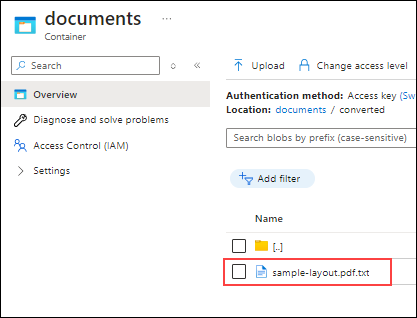 documents ...
Container
Search
Overview
Diagnose and solve problems
Access Control (IAM)
Settings
Upload Change access level
Authentication method: Access key (Sw
Location: documents / converted
Search blobs by prefix (case-sensitive)
Add filter
Name
[..]
sample-layout.pdf.txt